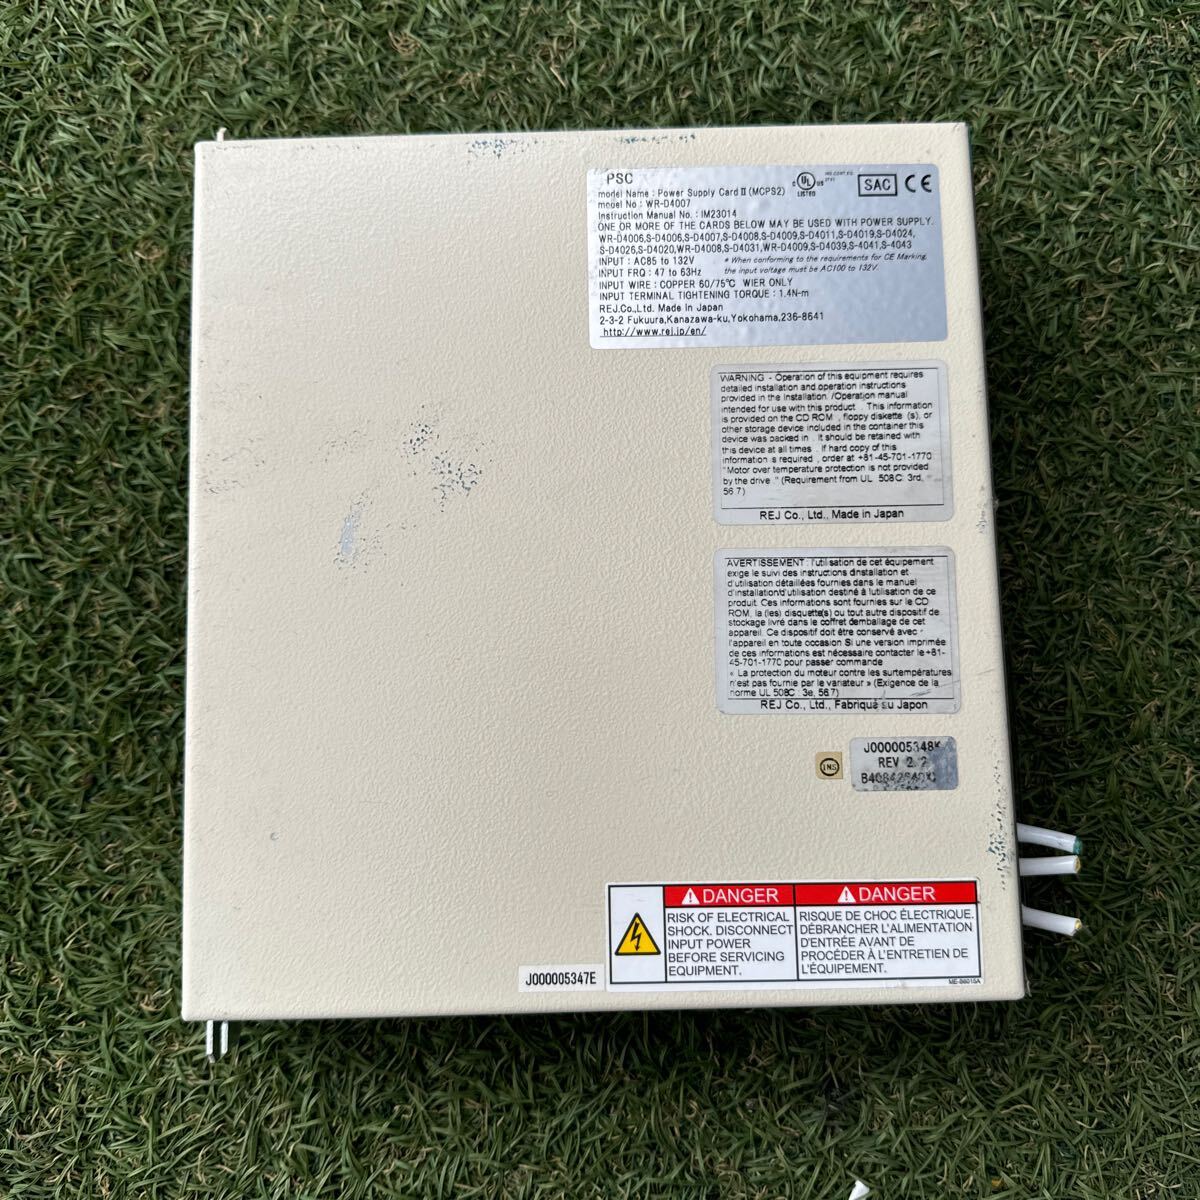 PSC
model Name : Power Supply Card II (MCPS2)
model No : WR-D4007
Instruction Manual No. : IM23014
ONE OR MORE OF THE CARDS BELOW MAY BE USED WITH POWER SUPPLY.
WR-D4006,S-D4006,S-D4007,S-D4008,S-D4009,S-D4011,S-D4019,S-D4024,
S-D4026,S-D4020,WR-D4008,S-D4031,WR-D4009,S-D4039,S-4041,S-4043
INPUT : AC85 to 132V
* When conforming to the requirements for CE Marking,
the input voltage must be AC100 to 132V.
INPUT FRQ : 47 to 63Hz
INPUT WIRE : COPPER 60/75℃ WIER ONLY
INPUT TERMINAL TIGHTENING TORQUE : 1.4N-m
REJ.Co.,Ltd. Made in Japan
2-3-2 Fukuura,Kanazawa-ku,Yokohama,236-8641
http://www.rej.jp/en/
C UL US
LISTED
SAC
CE
WARNING - Operation of this equipment requires
detailed installation and operation instructions
provided in the Installation /Operation manual
intended for use with this product . This information
is provided on the CD ROM , floppy diskette (s), or
other storage device included in the container this
device was packed in . It should be retained with
this device at all times . If hard copy of this
information is required , order at +81-45-701-1770
"Motor over temperature protection is not provided
by the drive ." (Requirement from UL 508C: 3rd,
56.7)
REJ Co., Ltd., Made in Japan
AVERTISSEMENT : l'utilisation de cet équipement
exige le suivi des instructions d'installation et
d'utilisation détaillées fournies dans le manuel
d'installation/d'utilisation destiné à l'utilisation de ce
produit. Ces informations sont fournies sur le CD
ROM, la (les) disquette(s) ou tout autre dispositif de
stockage livré dans le coffret demballage de cet
appareil. Ce dispositif doit être conservé avec
l'appareil en toute occasion Si une version imprimée
de ces informations est nécessaire contacter le +81-
45-701-1770 pour passer commande
« La protection du moteur contre les surtempératures
n'est pas fournie par le variateur » (Exigence de la
norme UL 508C : 3e, 56.7)
REJ Co., Ltd., Fabriqué au Japon
INS
J000005348K
REV 2.2
DANGER
RISK OF ELECTRICAL
SHOCK. DISCONNECT
INPUT POWER
BEFORE SERVICING
EQUIPMENT.
DANGER
RISQUE DE CHOC ÉLECTRIQUE.
DÉBRANCHER L'ALIMENTATION
D'ENTRÉE AVANT DE
PROCÉDER À L'ENTRETIEN DE
L'ÉQUIPEMENT.
ME-B6015A
J000005347E